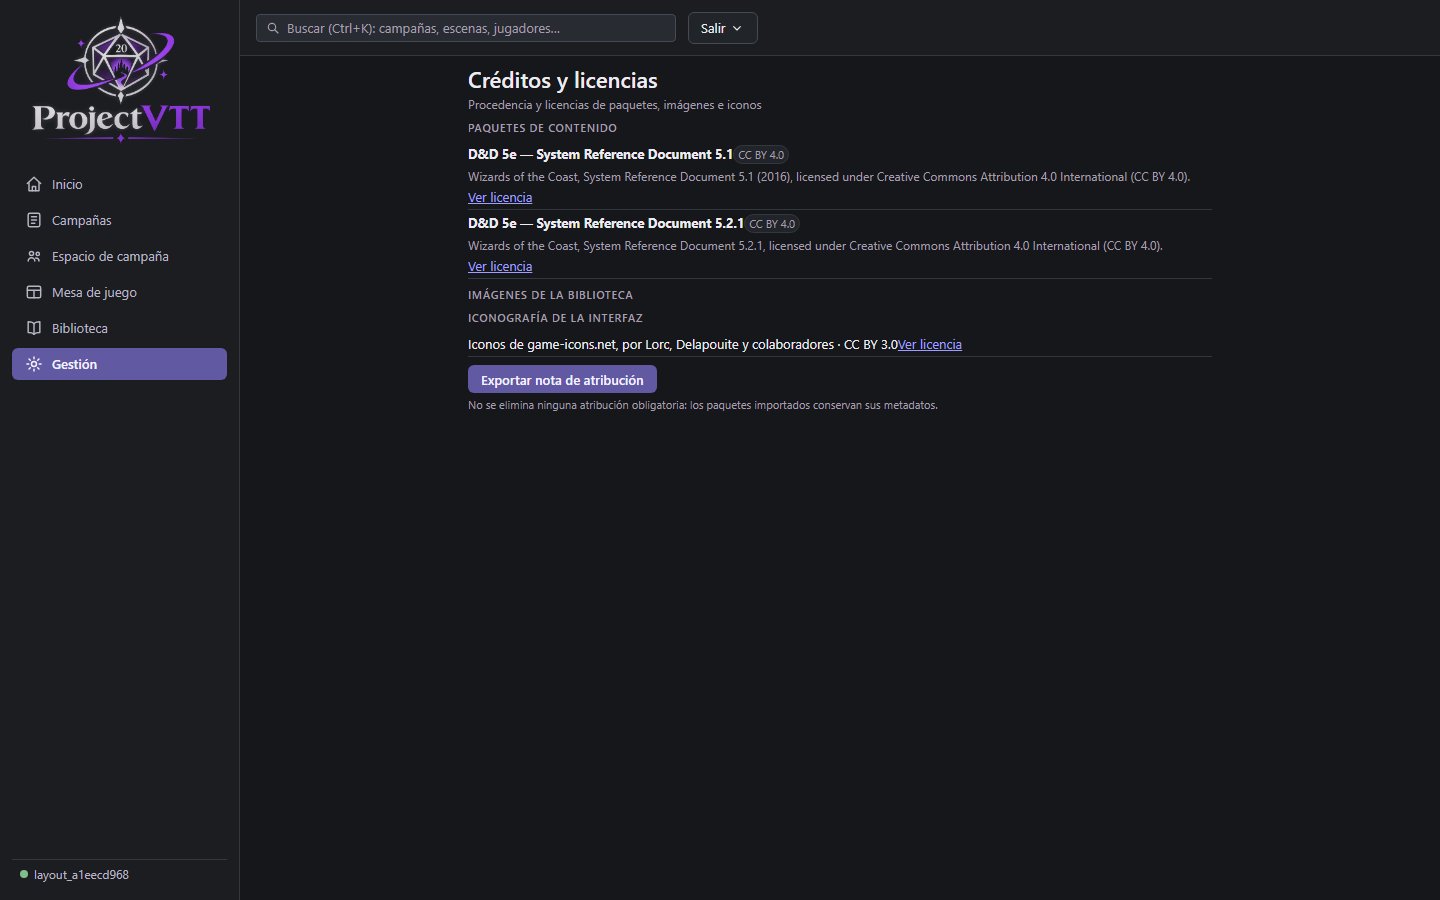 20
ProjectVTT
Inicio
Campañas
Espacio de campaña
Mesa de juego
Biblioteca
Gestión
layout_a1eecd968
Buscar (Ctrl+K): campañas, escenas, jugadores...
Salir
Créditos y licencias
Procedencia y licencias de paquetes, imágenes e iconos
PAQUETES DE CONTENIDO
D&D 5e — System Reference Document 5.1 CC BY 4.0
Wizards of the Coast, System Reference Document 5.1 (2016), licensed under Creative Commons Attribution 4.0 International (CC BY 4.0).
Ver licencia
D&D 5e — System Reference Document 5.2.1 CC BY 4.0
Wizards of the Coast, System Reference Document 5.2.1, licensed under Creative Commons Attribution 4.0 International (CC BY 4.0).
Ver licencia
IMÁGENES DE LA BIBLIOTECA
ICONOGRAFÍA DE LA INTERFAZ
Iconos de game-icons.net, por Lorc, Delapouite y colaboradores · CC BY 3.0Ver licencia
Exportar nota de atribución
No se elimina ninguna atribución obligatoria: los paquetes importados conservan sus metadatos.